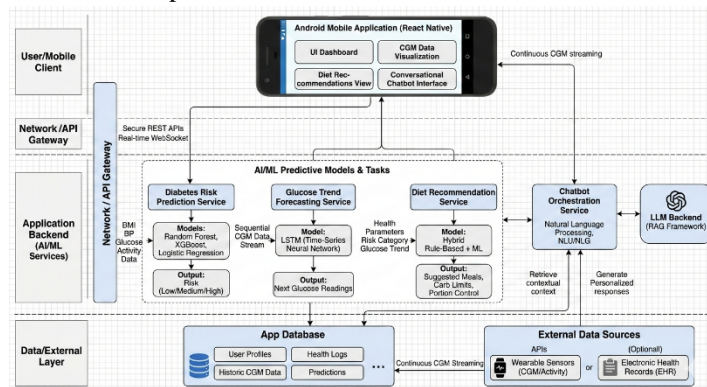 Android Mobile Application (React Native)
User/Mobile
Client
UI Dashboard
CGM Data
Visualization
Diet Rec-
commendations View
Conversational
Chatbot Interface
Continuous CGM streaming
Network /API
Gateway
Network / API Gateway
Secure REST APIs
Real-time WebSocket
AI/ML Predictive Models & Tasks
Application
Backend
(AI/ML
Services)
Diabetes Risk
Prediction Service
Glucose Trend
Forecasting Service
Diet Recommendation
Service
Chatbot
Orchestration
Service
Natural Language
Processing,
NLU/NLG
LLM Backend
(RAG Framework)
BMI
BP
Glucose
Activity
Data
Models:
Random Forest,
XGBoost,
Logistic Regression
Sequential
CGM Data
Stream
Model:
LSTM (Time-Series
Neural Network)
Health
Parameters
Risk Category
Glucose Trend
Model:
Hybrid
Rule-Based + ML
Output:
Risk
(Low/Medium/High)
Output:
Next Glucose Readings
Output:
Suggested Meals,
Carb Limits,
Portion Control
Retrieve
contextual
context
Generate
Personalized
responses
Data/External
Layer
App Database
User Profiles
Health Logs
Historic CGM Data
Predictions
...
Continuous CGM Streaming
External Data Sources
APIs
(Optional)
Wearable Sensors
(CGM/Activity)
or
Electronic Health
Records (EHR)